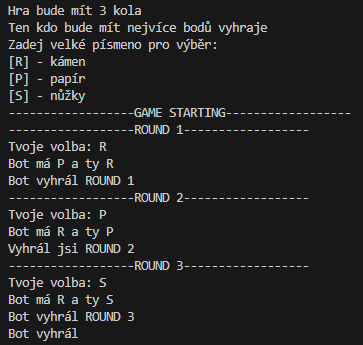 Hra bude mít 3 kola
Ten kdo bude mít nejvíce bodů vyhraje
Zadej velké písmeno pro výběr:
[R] - kámen
[P] - papír
[S] - nůžky
------------------GAME STARTING------------------
------------------ROUND 1------------------
Tvoje volba: R
Bot má P a ty R
Bot vyhrál ROUND 1
------------------ROUND 2------------------
Tvoje volba: P
Bot má R a ty P
Vyhrál jsi ROUND 2
------------------ROUND 3------------------
Tvoje volba: S
Bot má R a ty S
Bot vyhrál ROUND 3
Bot vyhrál